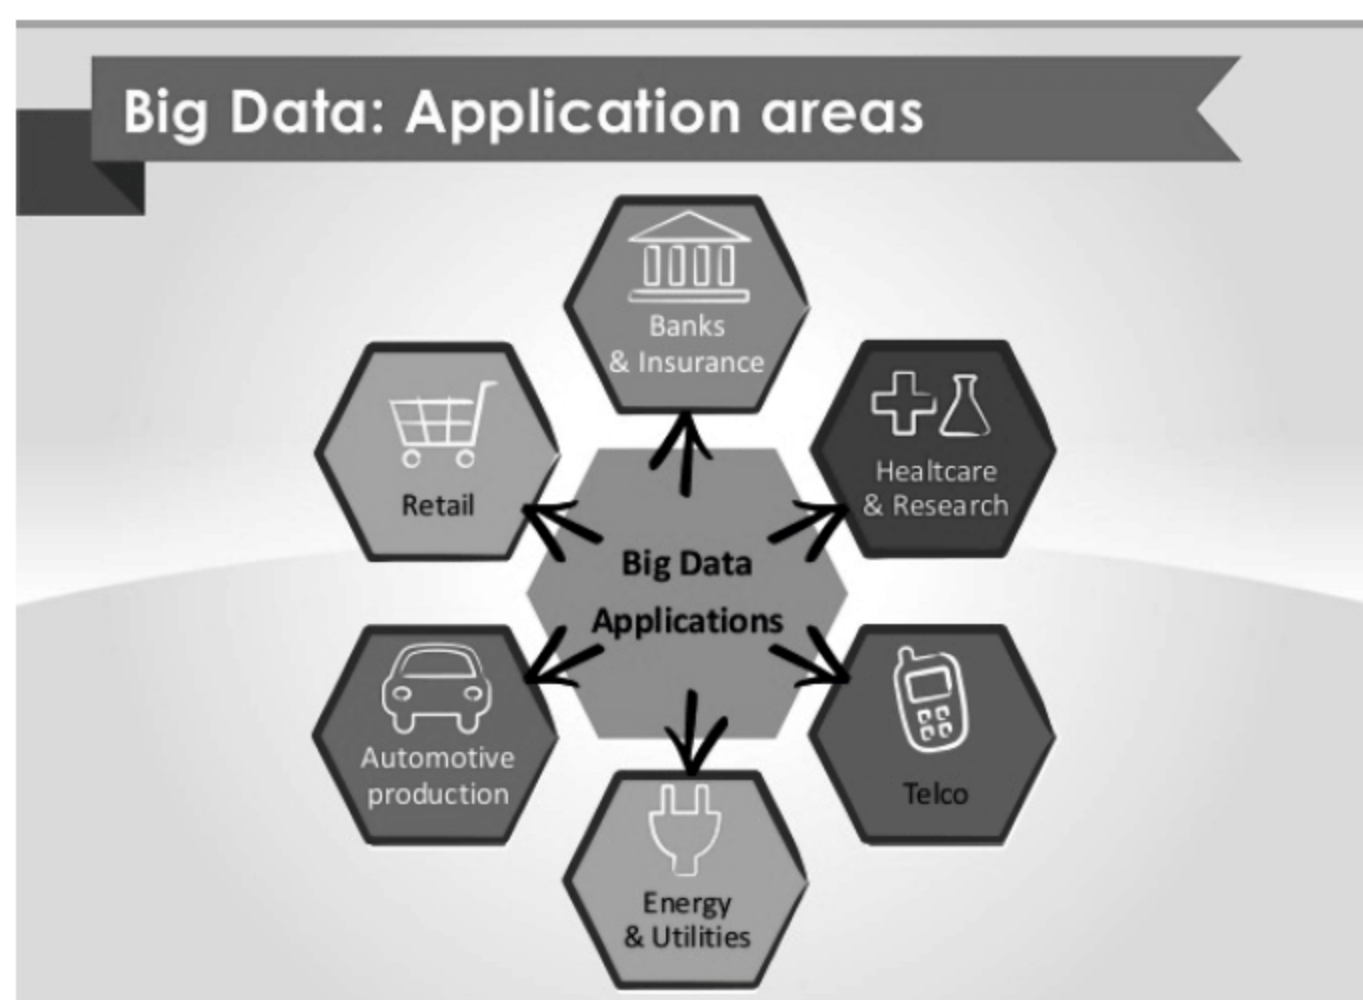 Big Data: Application areas
Banks
& Insurance
Healtcare
& Research
Retail
Big Data
Applications
Automotive
production
Telco
Energy
& Utilities